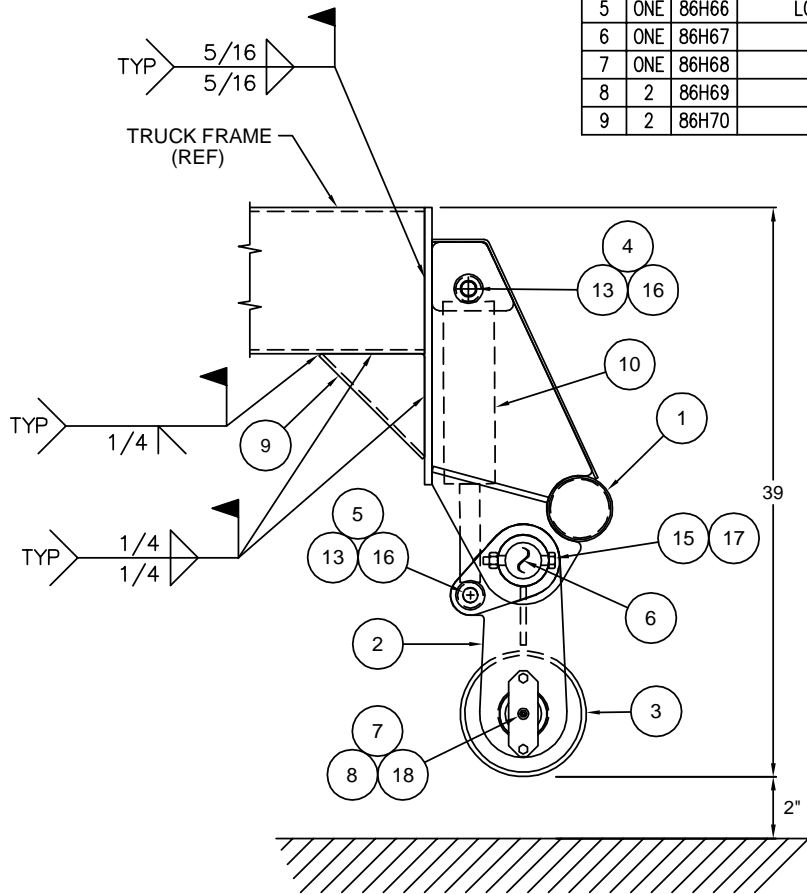 5 ONE 86H66 LO
6 ONE 86H67
7 ONE 86H68
8 2 86H69
9 2 86H70
TYP 5/16
5/16
TRUCK FRAME
(REF)
4
13 16
10
1
TYP 1/4
9
39
5
13 16
15 17
TYP 1/4
1/4
6
2
3
7
8 18
2"